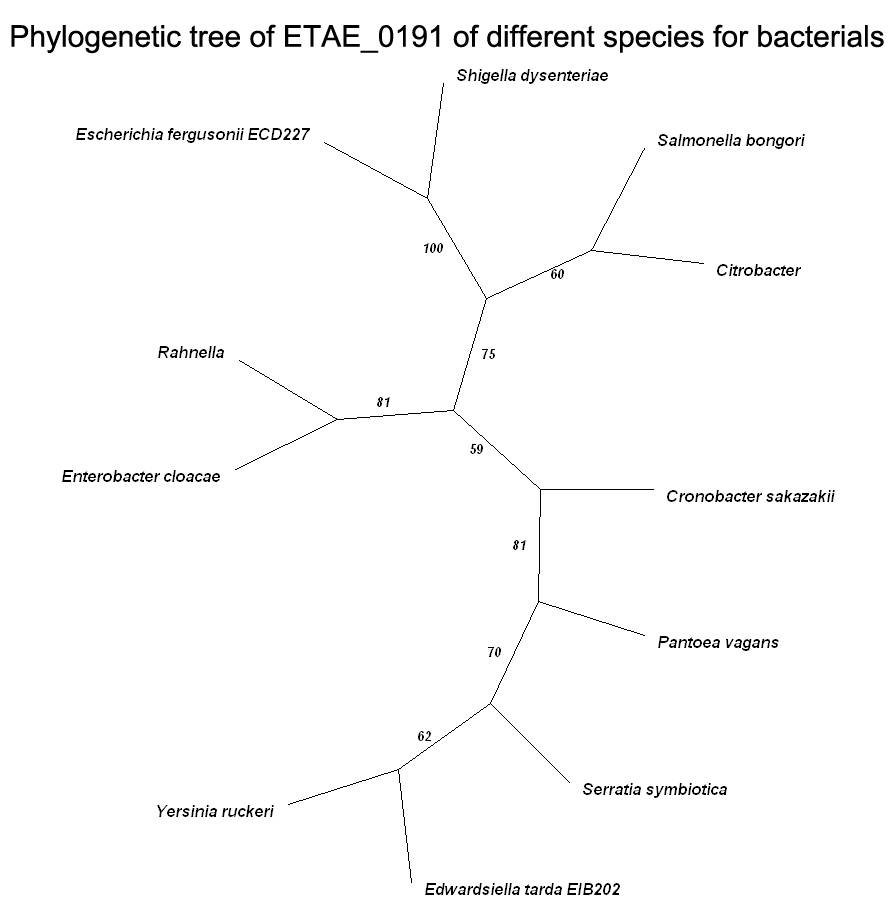 Phylogenetic tree of ETAE_0191 of different species for bacterials
Shigella dysenteriae
Escherichia fergusonii ECD227
Salmonella bongori
100
60
Citrobacter
Rahnella
75
81
59
Enterobacter cloacae
Cronobacter sakazakii
81
Pantoea vagans
70
62
Serratia symbiotica
Yersinia ruckeri
Edwardsiella tarda EIB202